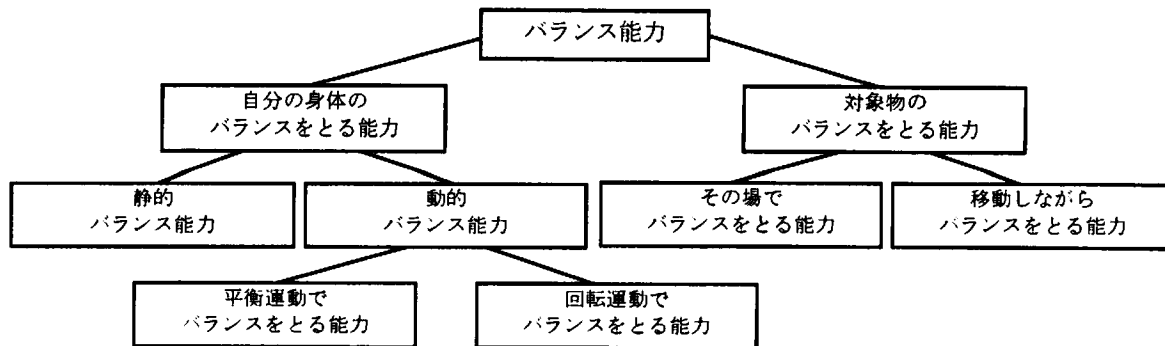 バランス能力
自分の身体の
バランスをとる能力
対象物の
バランスをとる能力
静的
バランス能力
動的
バランス能力
その場で
バランスをとる能力
移動しながら
バランスをとる能力
平衡運動で
バランスをとる能力
回転運動で
バランスをとる能力